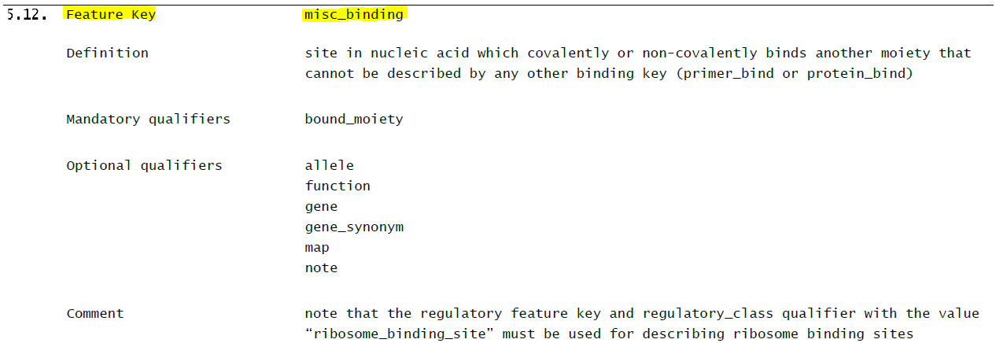 5.12. Feature Key misc_binding
Definition site in nucleic acid which covalently or non-covalently binds another moiety that
cannot be described by any other binding key (primer_bind or protein_bind)
Mandatory qualifiers bound_moiety
Optional qualifiers allele
function
gene
gene_synonym
map
note
Comment note that the regulatory feature key and regulatory_class qualifier with the value
“ribosome_binding_site” must be used for describing ribosome binding sites